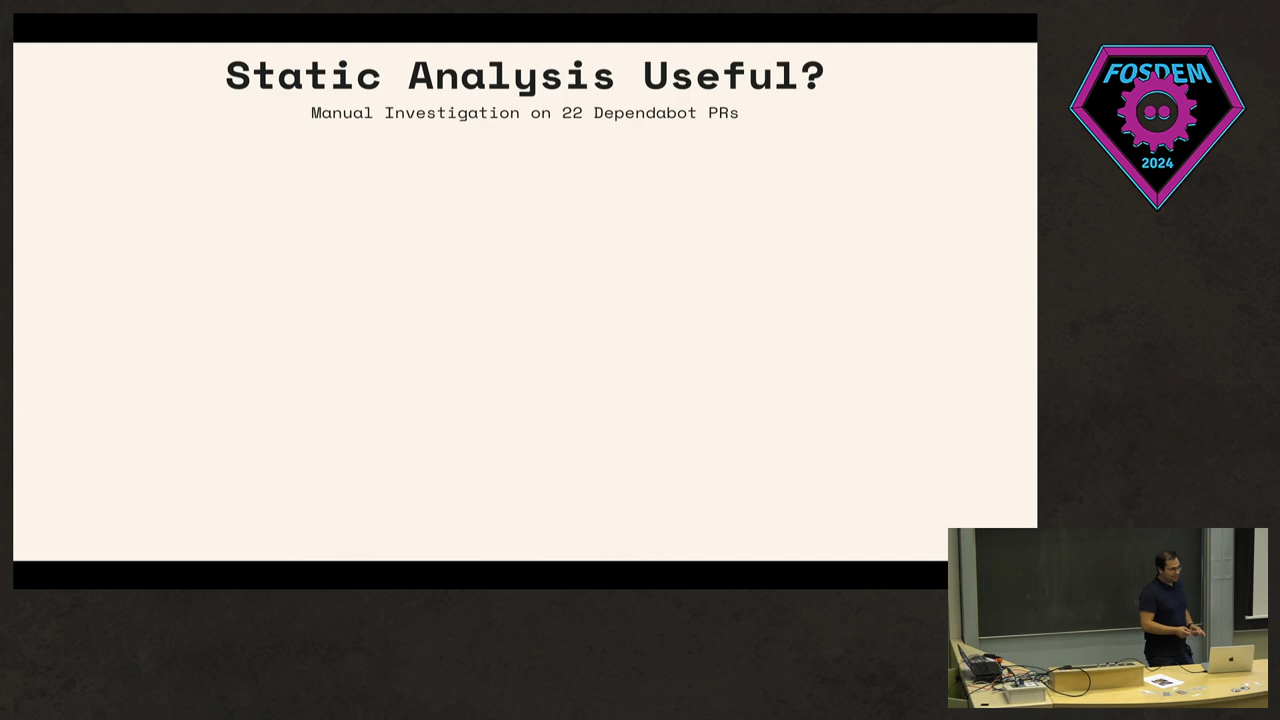 Static Analysis Useful?
Manual Investigation on 22 Dependabot PRs
FOSDEM
2024